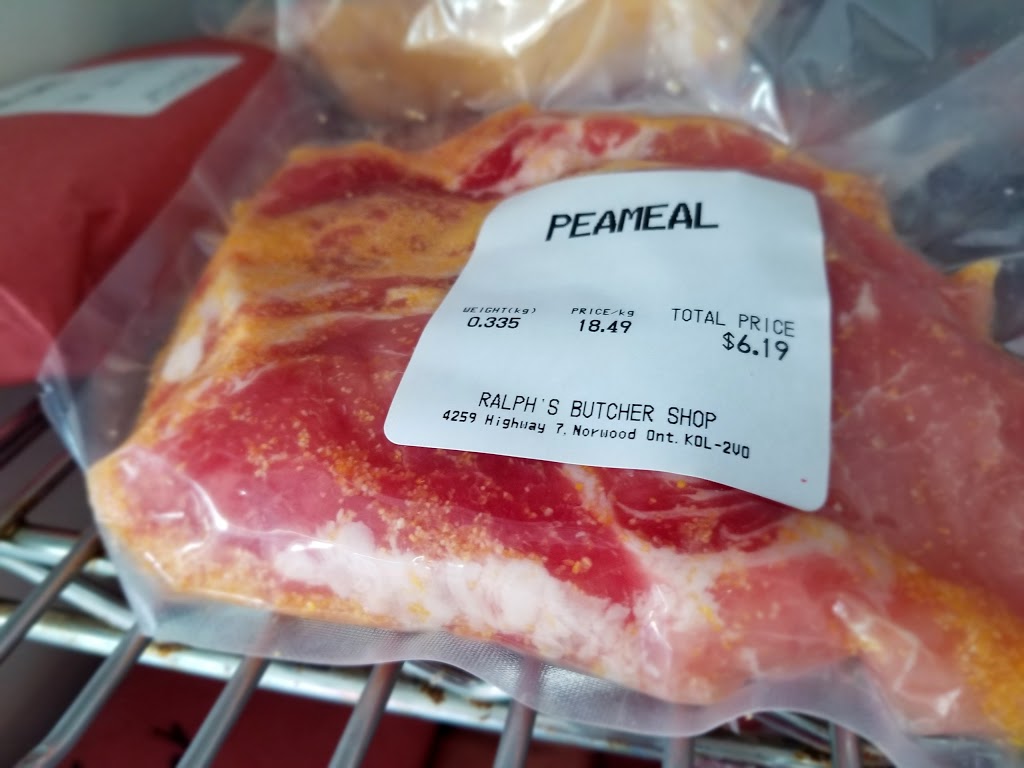 PEAMEAL
WEIGHT(kg) PRICE/kg TOTAL PRICE
0.335 18.49 $6.19
RALPH'S BUTCHER SHOP
4259 Highway 7, Norwood Ont. K0L-2V0